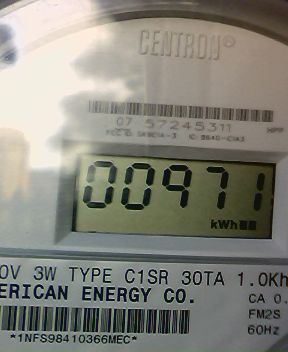 CENTRON®
07 57245311 HPP
00971
kWh
0V 3W TYPE C1SR 30TA 1.0Kh
ERICAN ENERGY CO. CA 0.
FM2S
*1NFS98410366MEC* 60Hz